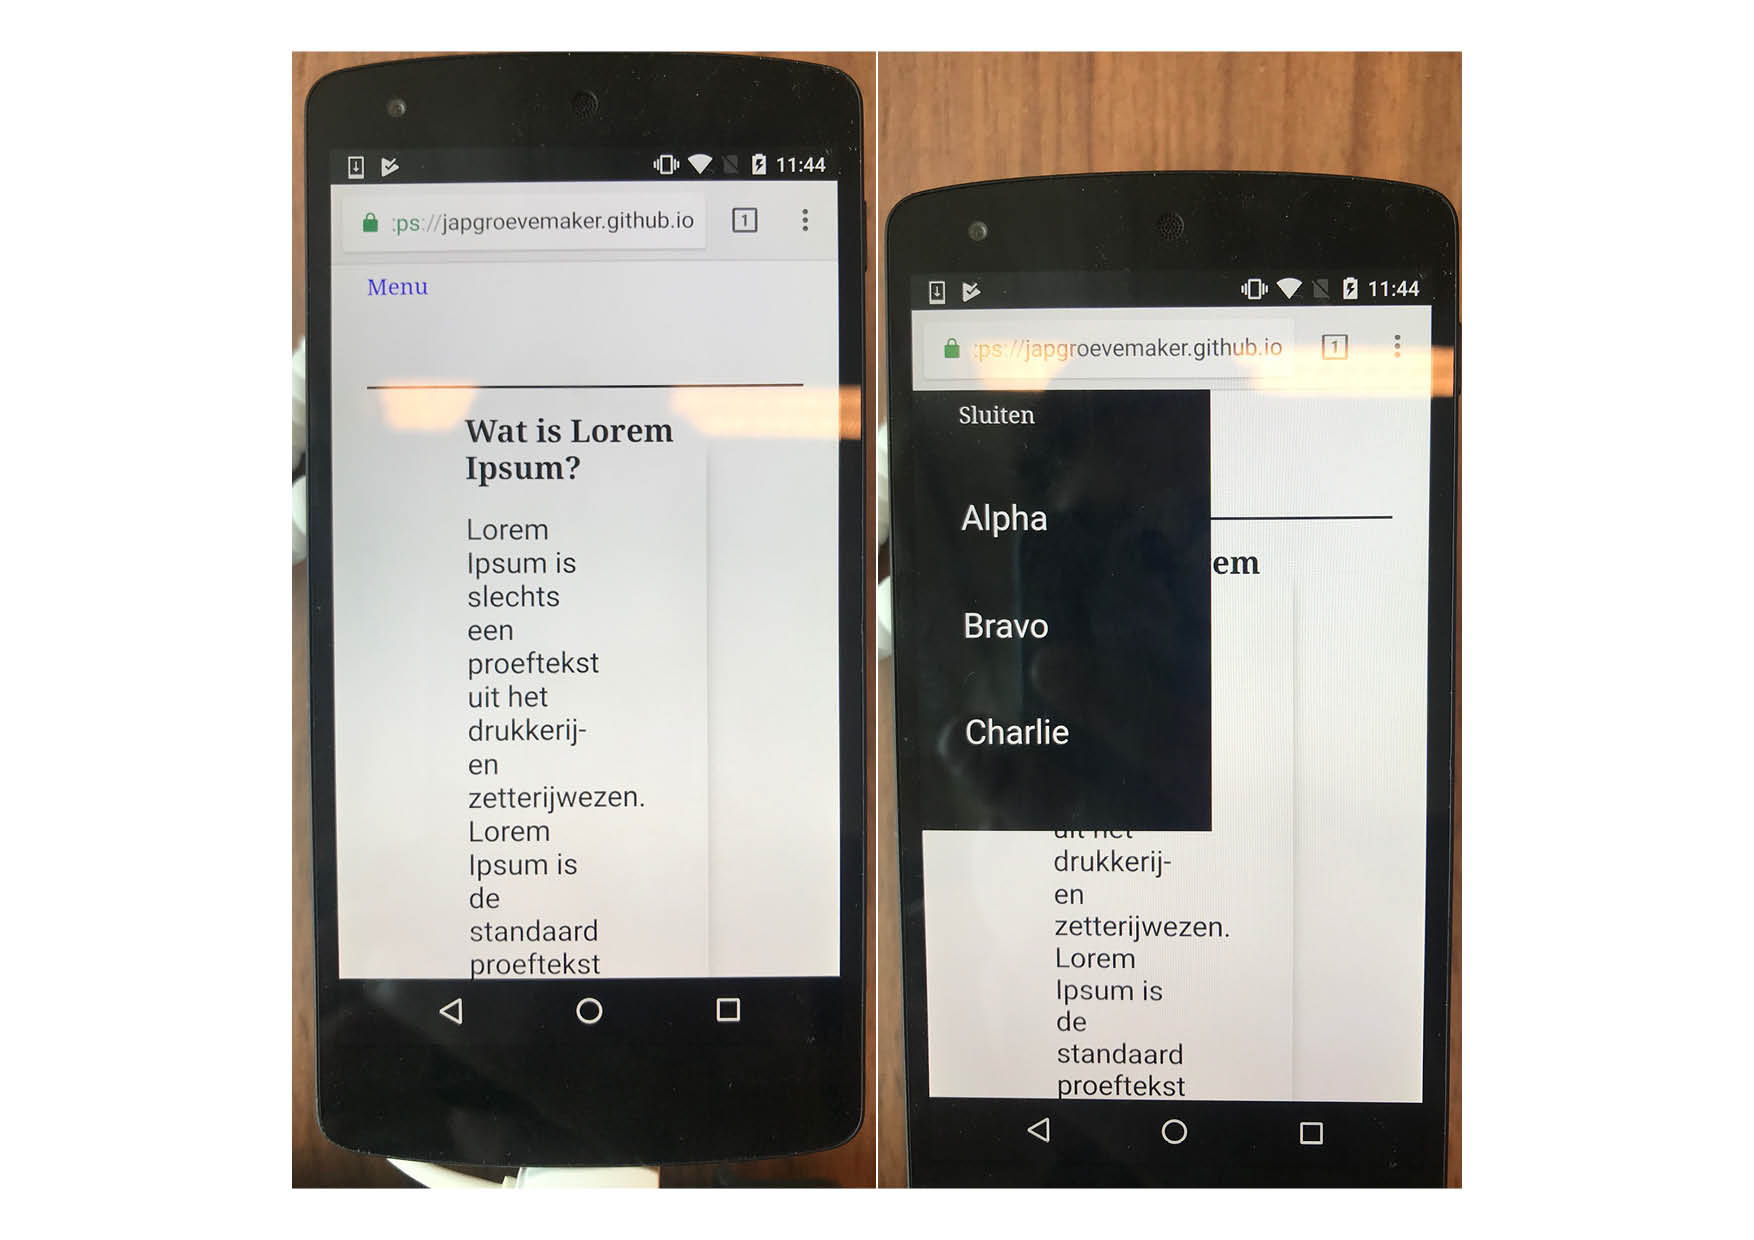 11:44
:ps://japgroevemaker.github.io
1
Menu
Wat is Lorem
Ipsum?
Lorem
Ipsum is
slechts
een
proeftekst
uit het
drukkerij-
en
zetterijwezen.
Lorem
Ipsum is
de
standaard
proeftekst
11:44
:ps://japgroevemaker.github.io
1
Sluiten
Alpha
em
Bravo
Charlie
uit het
drukkerij-
en
zetterijwezen.
Lorem
Ipsum is
de
standaard
proeftekst